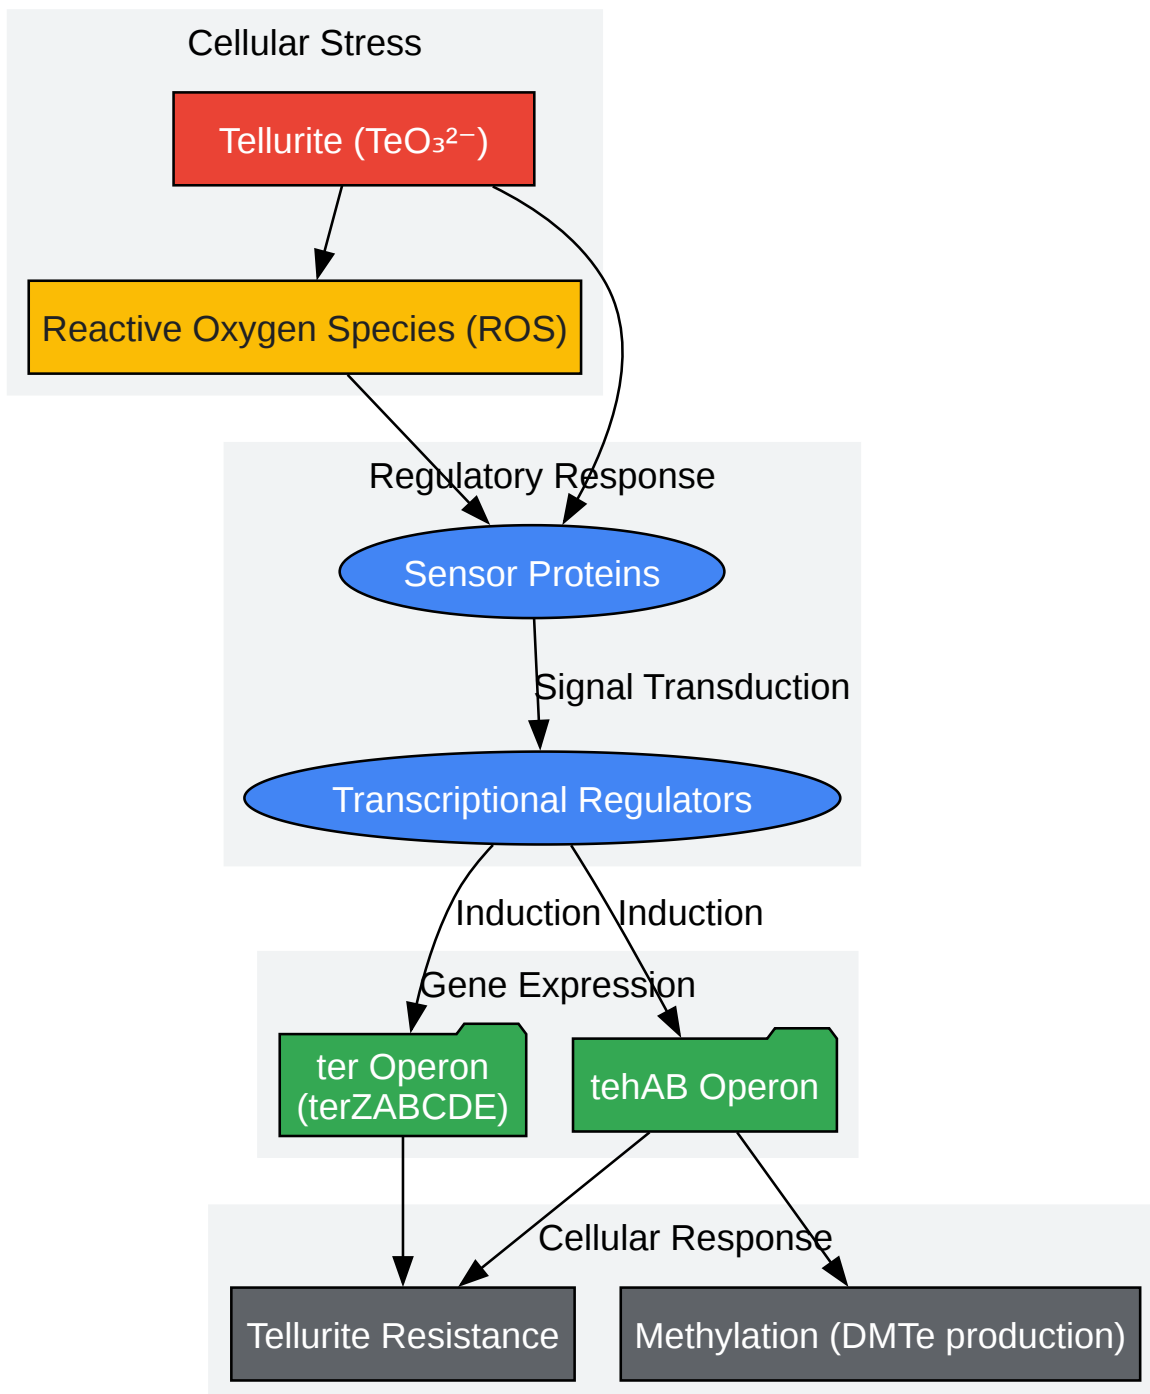 Cellular Stress
Tellurite (TeO₃²⁻)
Reactive Oxygen Species (ROS)
Regulatory Response
Sensor Proteins
Signal Transduction
Transcriptional Regulators
Induction
Induction
Gene Expression
ter Operon
(terZABCDE)
tehAB Operon
Cellular Response
Tellurite Resistance
Methylation (DMTe production)